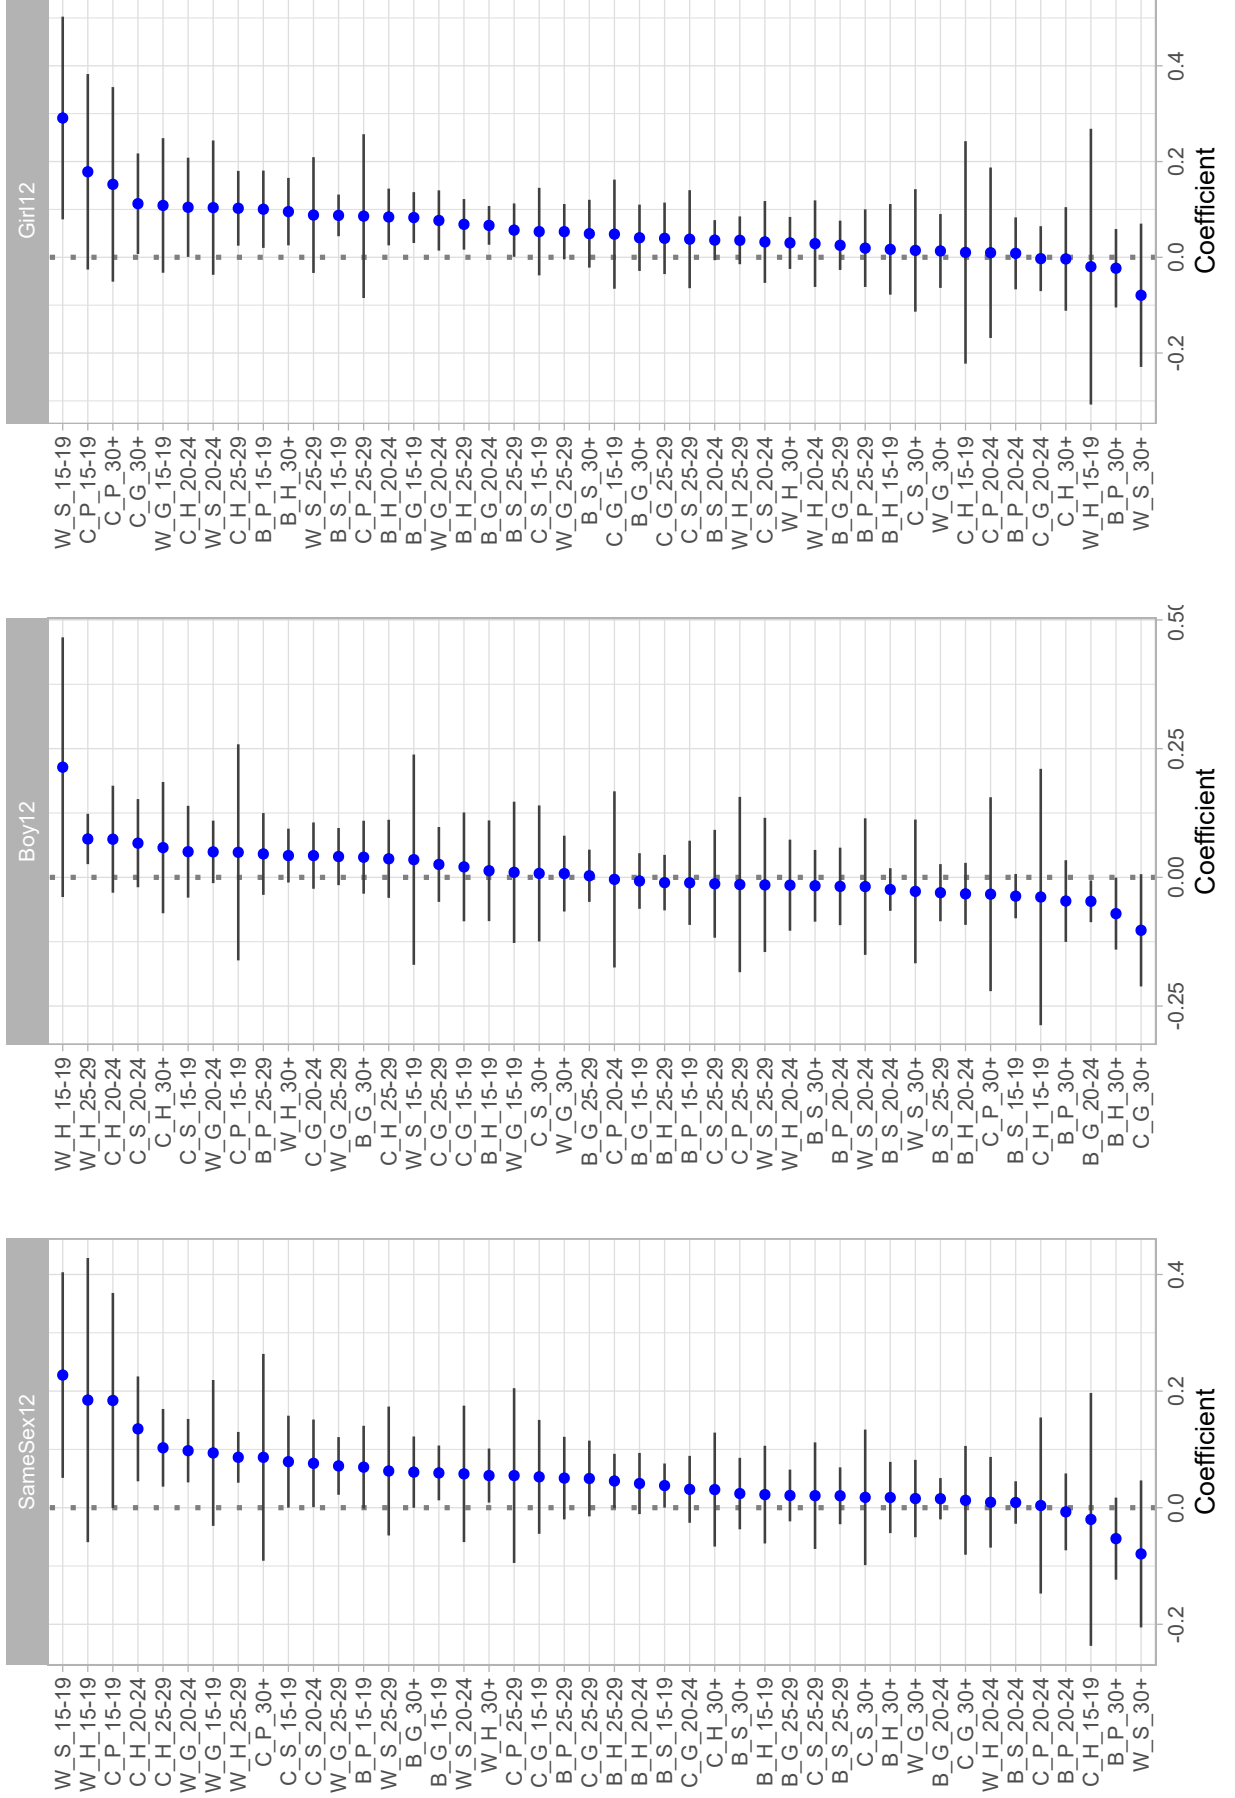 SameSex12
W_S_15-19
W_H_15-19
C_P_15-19
C_H_20-24
C_H_25-29
W_G_20-24
W_G_15-19
W_H_25-29
C_P_30+
C_S_15-19
C_S_20-24
W_G_25-29
B_P_15-19
W_S_25-29
B_G_30+
B_G_15-19
W_S_20-24
W_H_30+
C_P_25-29
C_G_15-19
B_P_25-29
C_G_25-29
B_H_25-29
B_H_20-24
B_S_15-19
C_G_20-24
C_H_30+
B_S_30+
B_H_15-19
B_G_25-29
C_S_25-29
B_S_25-29
C_S_30+
B_H_30+
W_G_30+
B_G_20-24
C_G_30+
W_H_20-24
B_S_20-24
C_P_20-24
B_P_20-24
C_H_15-19
B_P_30+
W_S_30+
-0.2 0.0 0.2 0.4
Coefficient
Boy12
W_H_15-19
W_H_25-29
C_H_20-24
C_S_20-24
C_H_30+
C_S_15-19
W_G_20-24
C_P_15-19
B_P_25-29
W_H_30+
C_G_20-24
W_G_25-29
B_G_30+
C_H_25-29
W_S_15-19
C_G_25-29
C_G_15-19
B_H_15-19
W_G_15-19
C_S_30+
W_G_30+
B_G_25-29
C_P_20-24
B_G_15-19
B_H_25-29
B_P_15-19
C_S_25-29
C_P_25-29
W_S_25-29
W_H_20-24
B_S_30+
B_P_20-24
W_S_20-24
B_S_20-24
W_S_30+
B_S_25-29
B_H_20-24
C_P_30+
B_S_15-19
C_H_15-19
B_P_30+
B_G_20-24
B_H_30+
C_G_30+
-0.25 0.00 0.25
Coefficient
Girl12
W_S_15-19
C_P_15-19
C_P_30+
C_G_30+
W_G_15-19
C_H_20-24
W_S_20-24
C_H_25-29
B_P_15-19
B_H_30+
W_S_25-29
B_S_15-19
C_P_25-29
B_H_20-24
B_G_15-19
W_G_20-24
B_H_25-29
B_G_20-24
B_S_25-29
C_S_15-19
W_G_25-29
B_S_30+
C_G_15-19
B_G_30+
C_G_25-29
C_S_25-29
B_S_20-24
W_H_25-29
C_S_20-24
W_H_30+
W_H_20-24
B_G_25-29
B_P_25-29
B_H_15-19
C_S_30+
W_G_30+
C_H_15-19
C_P_20-24
B_P_20-24
C_G_20-24
C_H_30+
W_H_15-19
B_P_30+
W_S_30+
-0.2 0.0 0.2 0.4
Coefficient